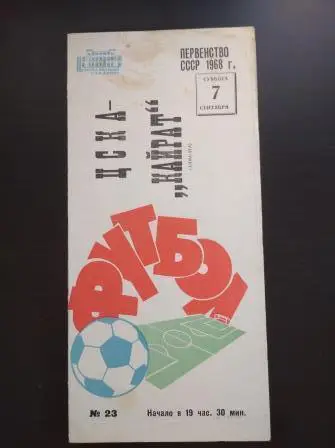 ПЕРВЕНСТВО
СССР 1968 г.
СУББОТА
7
СЕНТЯБРЯ
ЦСКА-
„КАЙРАТ“
ФУТБОЛ
№ 23
Начало в 19 час. 30 мин.